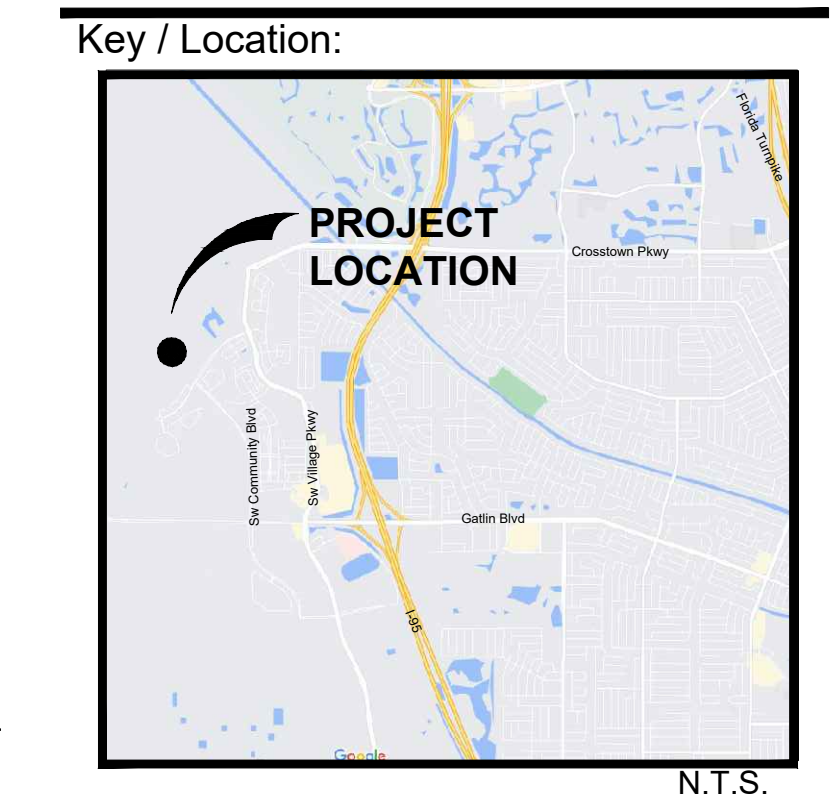 Key / Location:
Florida Turnpike
PROJECT
LOCATION
Crosstown Pkwy
Sw Community Blvd
Sw Village Pkwy
Gatlin Blvd
I-95
Google
N.T.S.